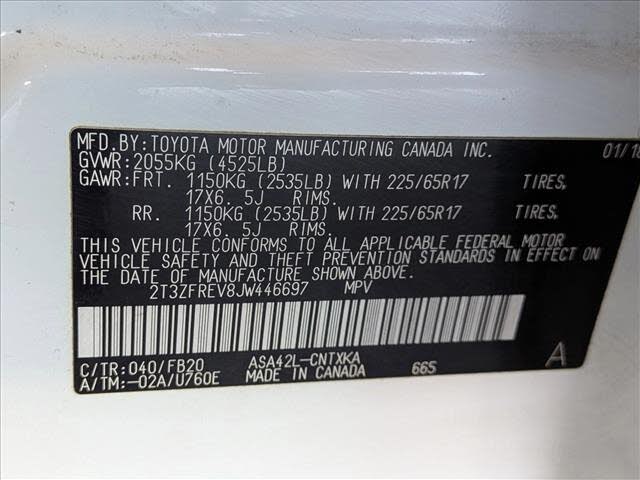 MFD.BY:TOYOTA MOTOR MANUFACTURING CANADA INC. 01/18
GVWR:2055KG (4525LB)
GAWR:FRT. 1150KG (2535LB) WITH 225/65R17 TIRES,
17X6. 5J RIMS.
RR. 1150KG (2535LB) WITH 225/65R17 TIRES,
17X6. 5J RIMS.
THIS VEHICLE CONFORMS TO ALL APPLICABLE FEDERAL MOTOR
VEHICLE SAFETY AND THEFT PREVENTION STANDARDS IN EFFECT ON
THE DATE OF MANUFACTURE SHOWN ABOVE.
2T3ZFREV8JW446697 MPV
C/TR:040/FB20 ASA42L-CNTXKA
A/TM:-02A/U760E MADE IN CANADA 665 A